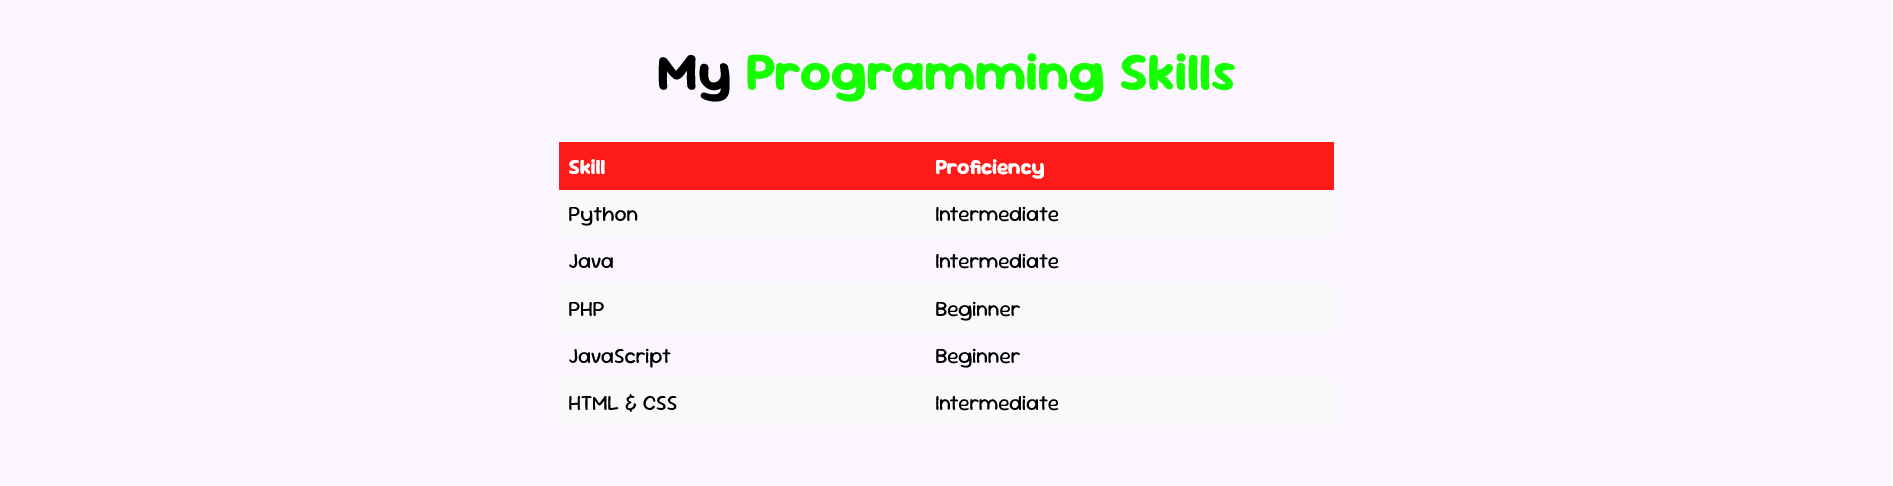 My Programming Skills
Skill Proficiency
Python Intermediate
Java Intermediate
PHP Beginner
JavaScript Beginner
HTML & CSS Intermediate